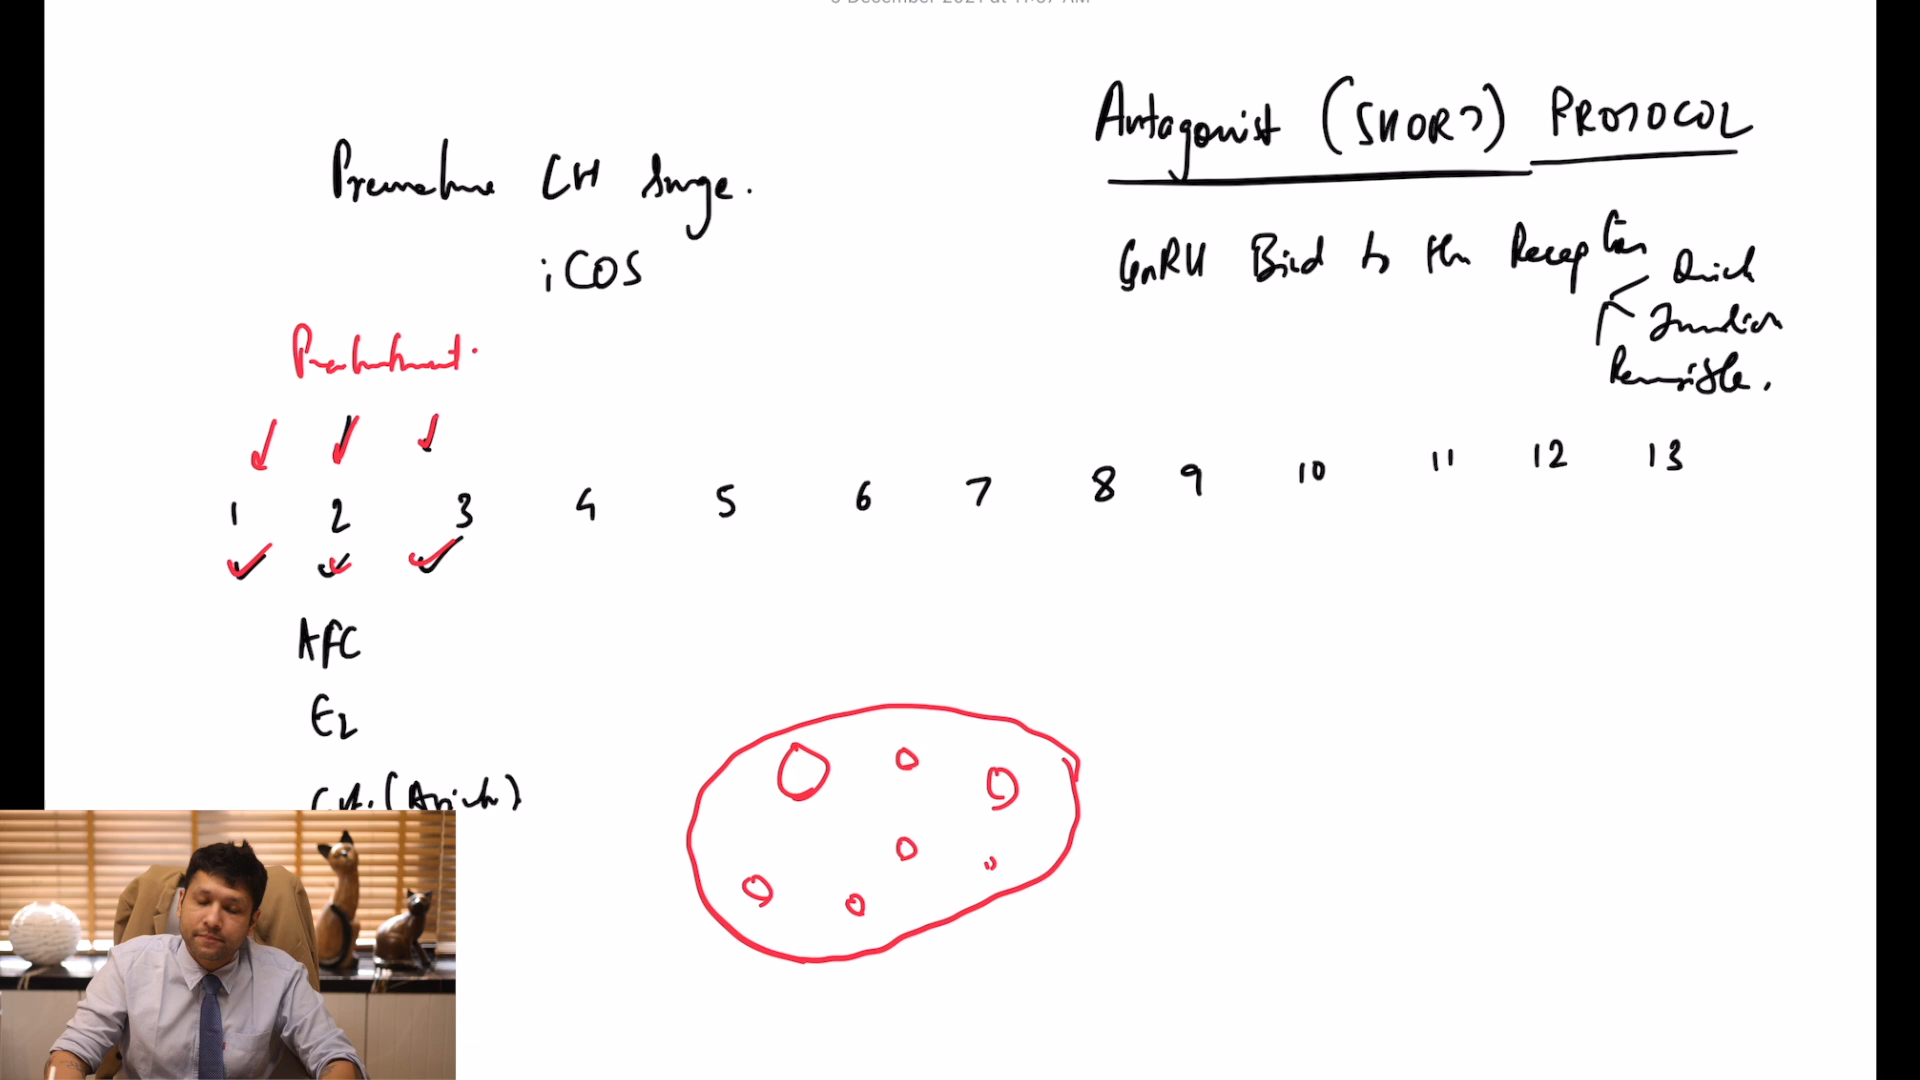 Antagonist (SHORT) PROTOCOL
Premature LH Surge.
iCOS
GnRH Bind to the Receptor
Quick
Reversible.
Pretreatment.
1 2 3 4 5 6 7 8 9 10 11 12 13
AFC
E2